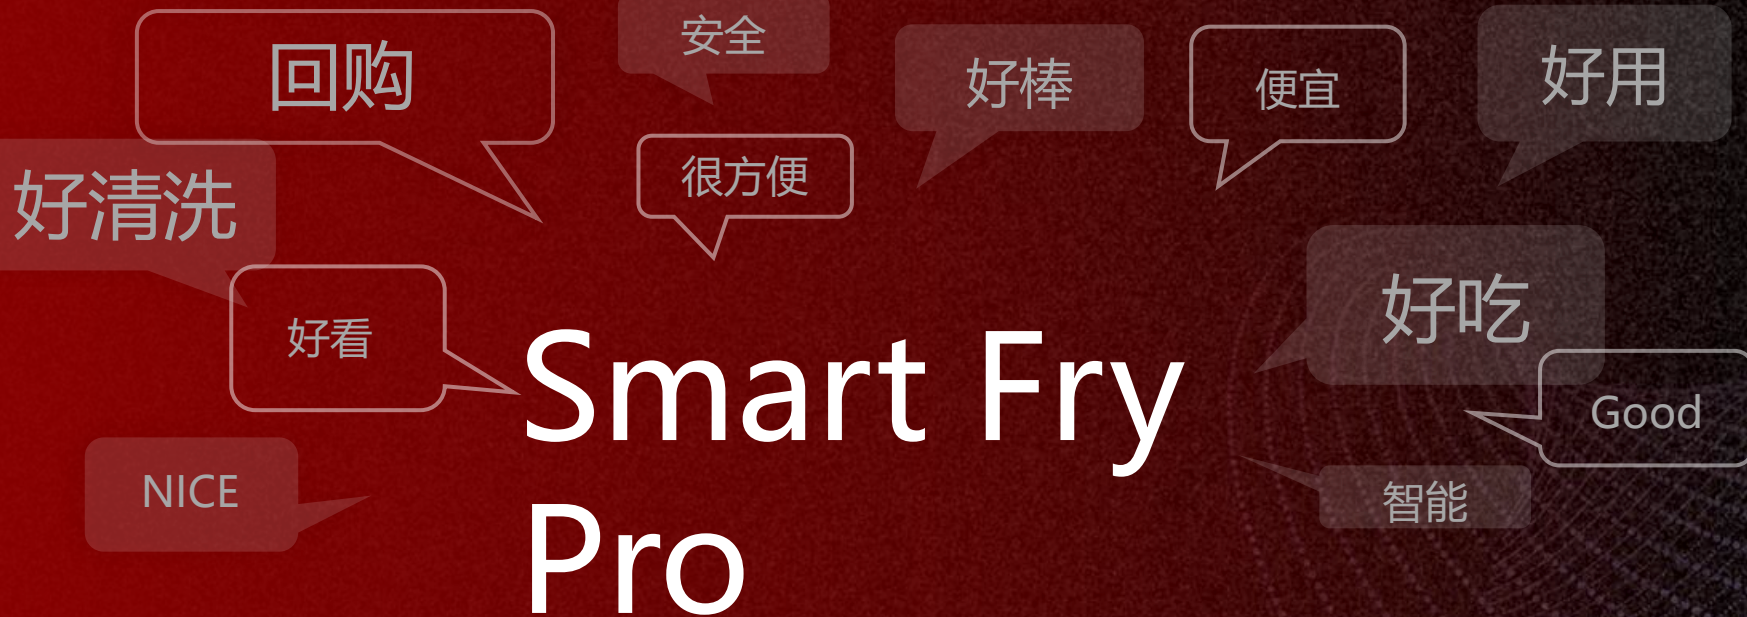 回购
安全
好棒
便宜
好用
好清洗
很方便
好看
好吃
Smart Fry
Pro
Good
NICE
智能